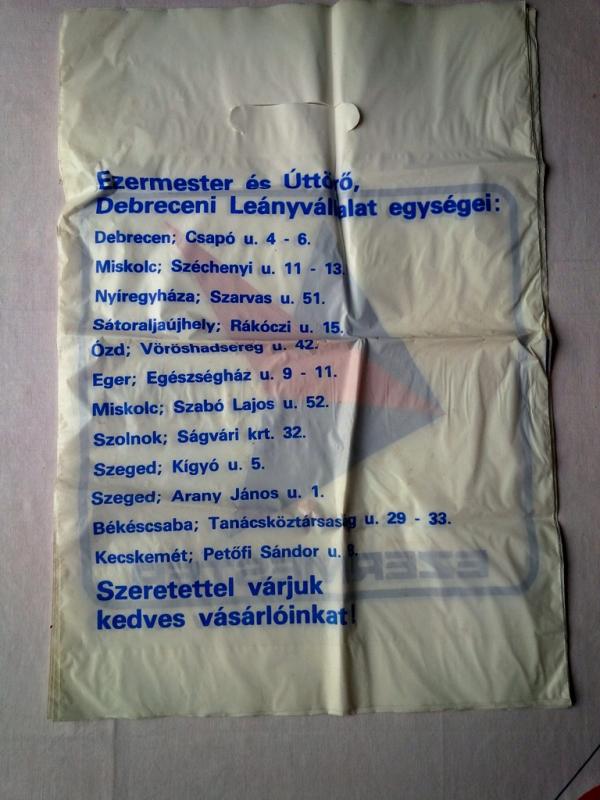 Ezermester és Úttörő,
Debreceni Leányvállalat egységei:
Debrecen; Csapó u. 4 - 6.
Miskolc; Széchenyi u. 11 - 13.
Nyíregyháza; Szarvas u. 51.
Sátoraljaújhely; Rákóczi u. 15.
Ózd; Vöröshadsereg u. 42.
Eger; Egészségház u. 9 - 11.
Miskolc; Szabó Lajos u. 52.
Szolnok; Ságvári krt. 32.
Szeged; Kígyó u. 5.
Szeged; Arany János u. 1.
Békéscsaba; Tanácsköztársaság u. 29 - 33.
Kecskemét; Petőfi Sándor u.
Szeretettel várjuk
kedves vásárlóinkat!